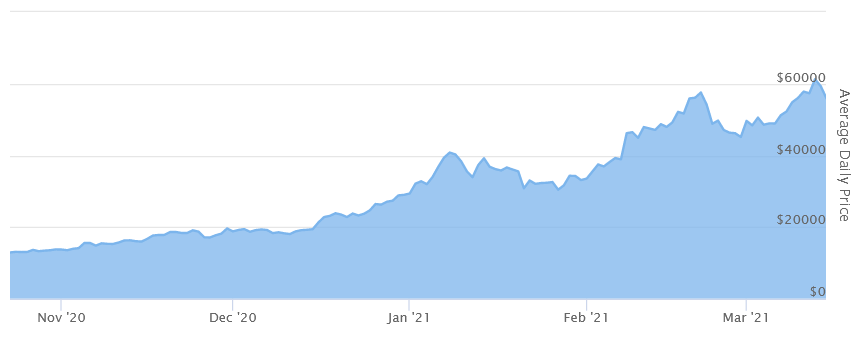 $60000
$40000
$20000
$0
Average Daily Price
Nov '20
Dec '20
Jan '21
Feb '21
Mar '21